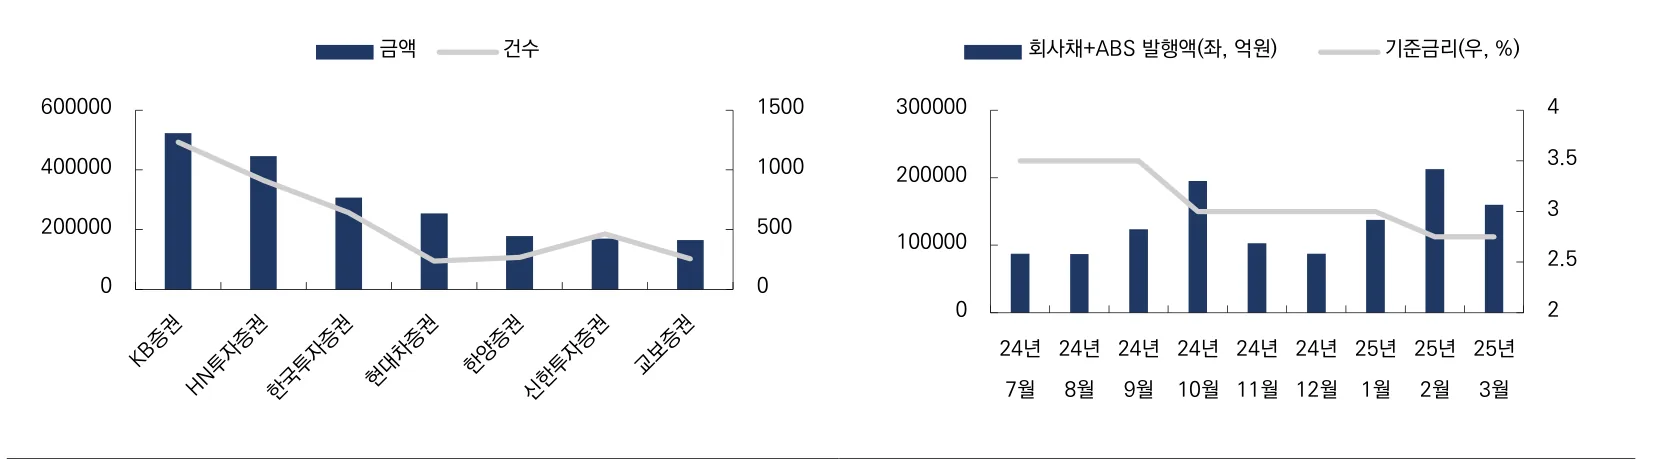 금액 건수
600000
400000
200000
0
1500
1000
500
0
KB증권
HN투자증권
한국투자증권
현대차증권
한양증권
신한투자증권
교보증권
회사채+ABS 발행액(좌, 억원) 기준금리(우, %)
300000
200000
100000
0
4
3.5
3
2.5
2
24년 24년 24년 24년 24년 24년 25년 25년 25년
7월 8월 9월 10월 11월 12월 1월 2월 3월